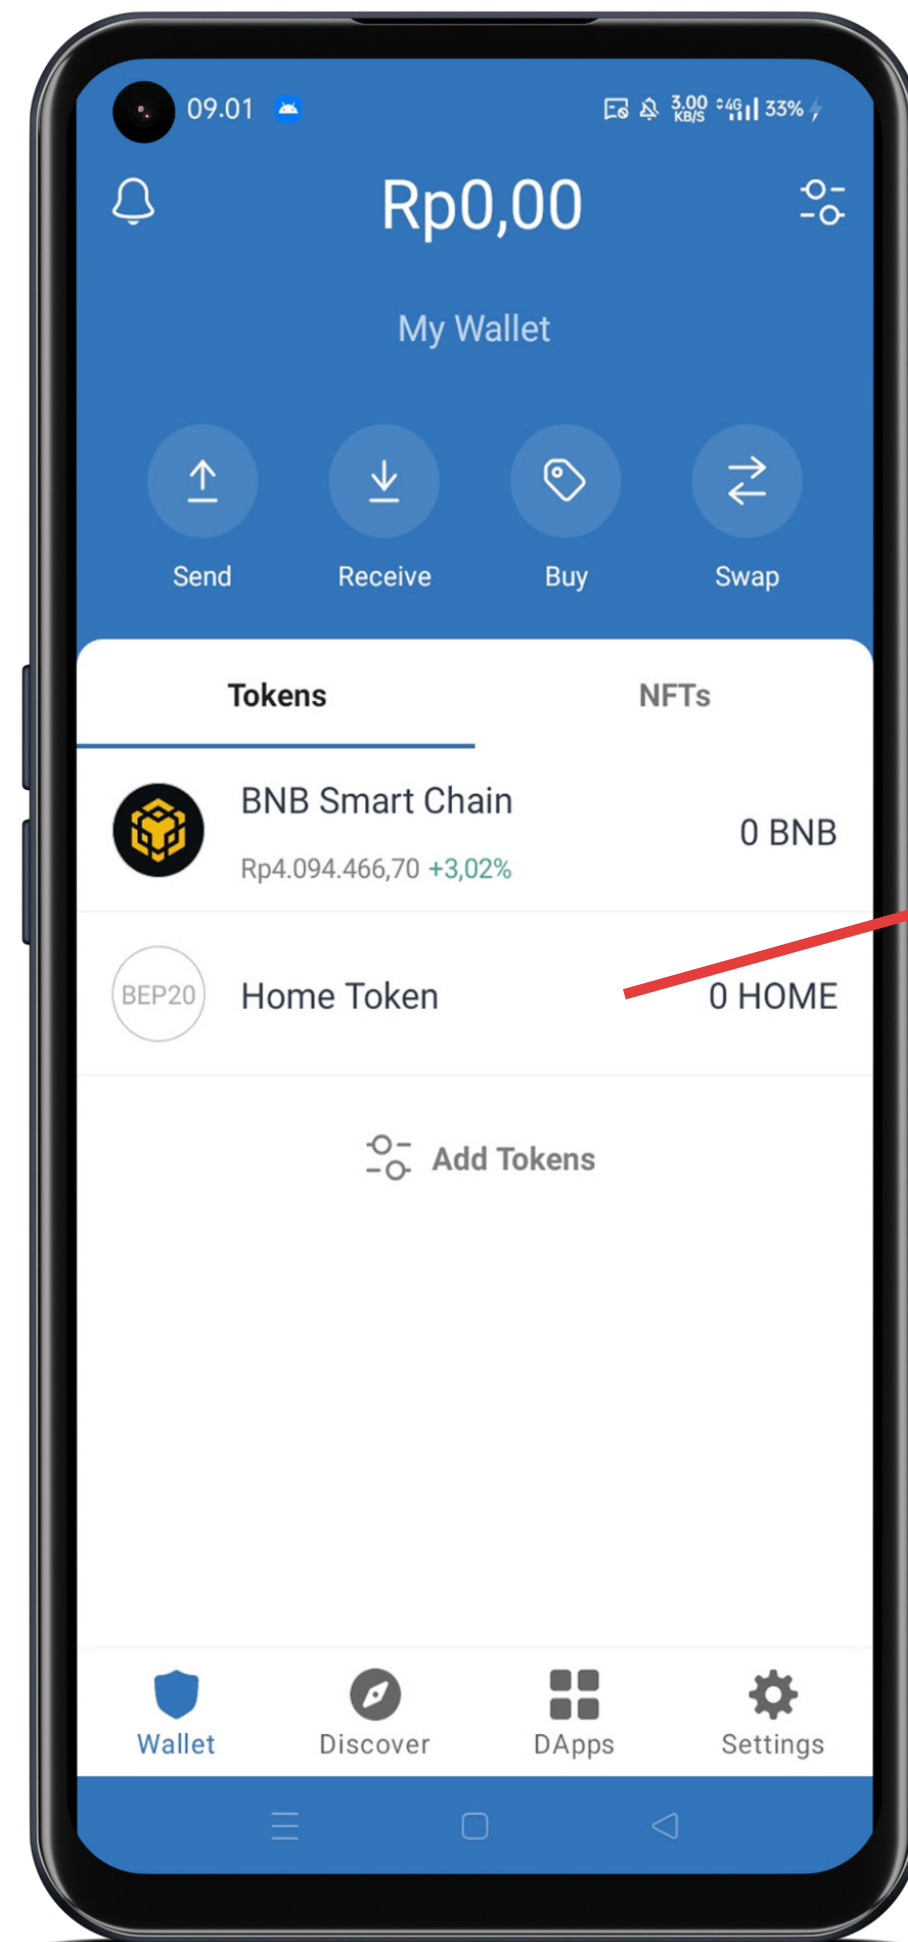 09.01
3.00 KB/S 4G 33%
Rp0,00
My Wallet
Send Receive Buy Swap
Tokens NFTs
BNB Smart Chain
0 BNB
Rp4.094.466,70 +3,02%
BEP20 Home Token 0 HOME
Add Tokens
Wallet Discover DApps Settings